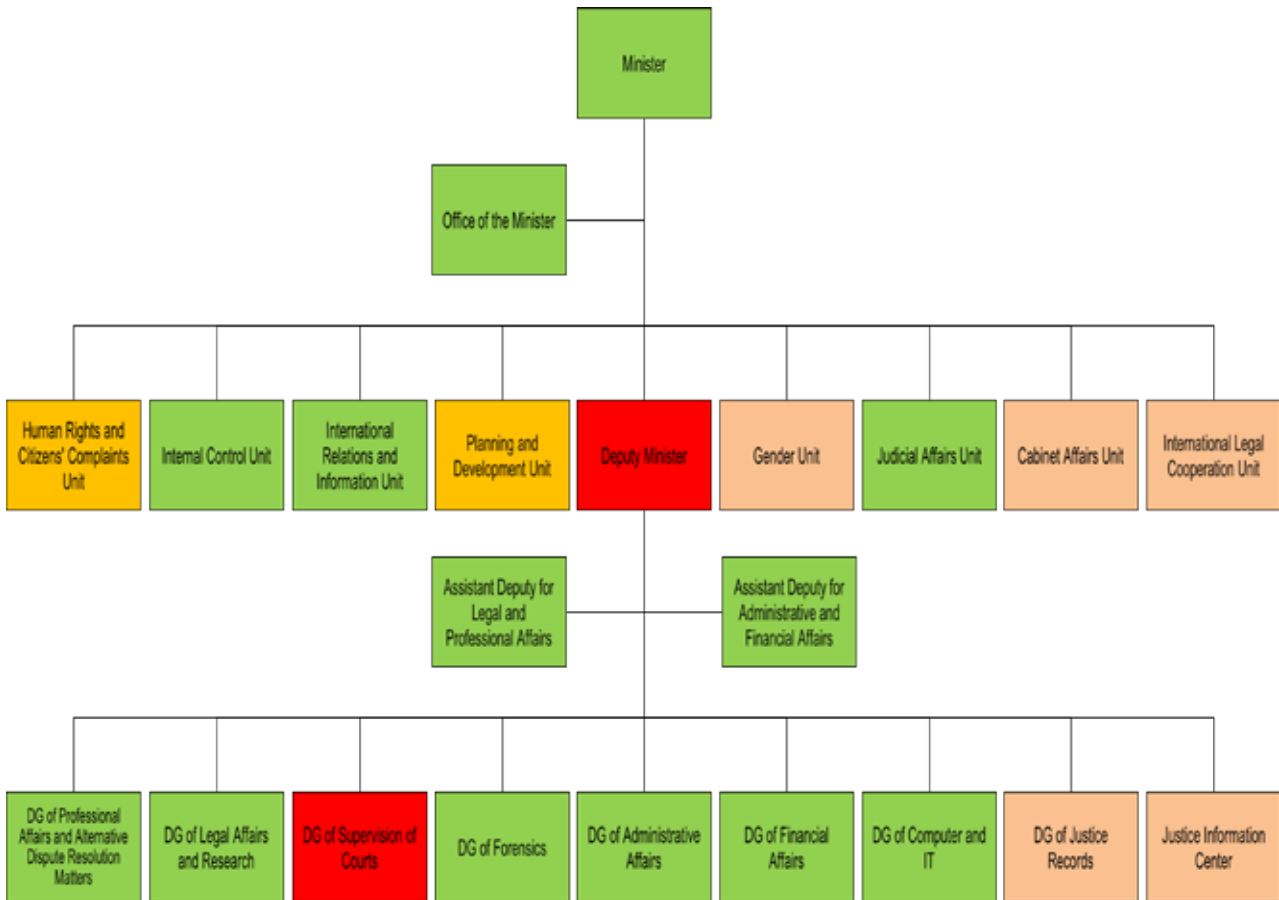 Minister
Office of the Minister
Human Rights and
Citizens' Complaints
Unit
Internal Control Unit
International
Relations and
Information Unit
Planning and
Development Unit
Deputy Minister
Gender Unit
Judicial Affairs Unit
Cabinet Affairs Unit
International Legal
Cooperation Unit
Assistant Deputy for
Legal and
Professional Affairs
Assistant Deputy for
Administrative and
Financial Affairs
DG of Professional
Affairs and Alternative
Dispute Resolution
Matters
DG of Legal Affairs
and Research
DG of Supervision of
Courts
DG of Forensics
DG of Administrative
Affairs
DG of Financial
Affairs
DG of Computer and
IT
DG of Justice
Records
Justice Information
Center